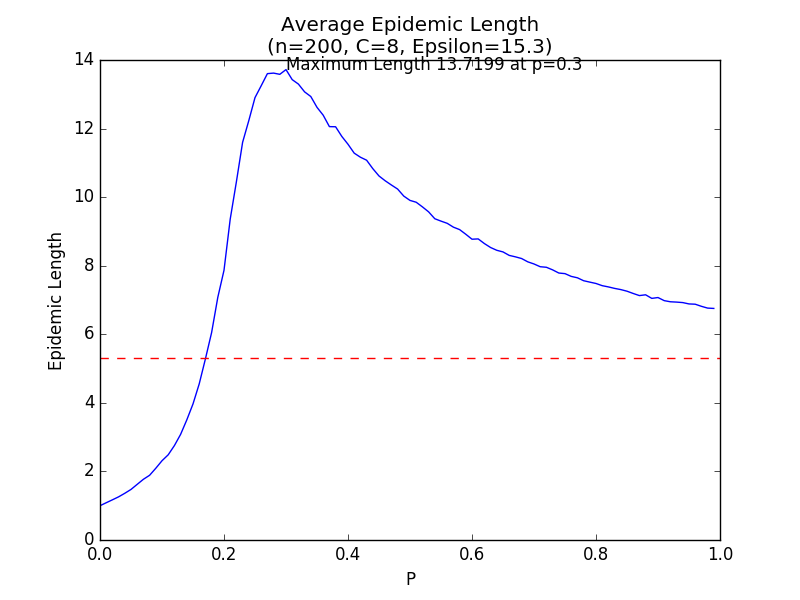 Average Epidemic Length
(n=200, C=8, Epsilon=15.3)
Maximum Length 13.7199 at p=0.3
14
12
10
8
6
4
2
0
Epidemic Length
0.0 0.2 0.4 0.6 0.8 1.0
P